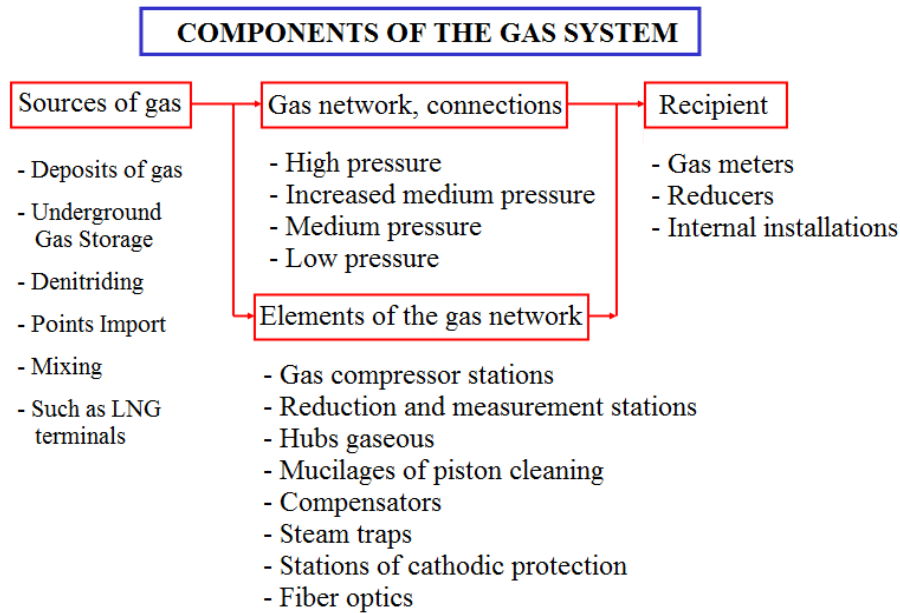 COMPONENTS OF THE GAS SYSTEM
Sources of gas
- Deposits of gas
- Underground
Gas Storage
- Denitriding
- Points Import
- Mixing
- Such as LNG
terminals
Gas network, connections
- High pressure
- Increased medium pressure
- Medium pressure
- Low pressure
Elements of the gas network
- Gas compressor stations
- Reduction and measurement stations
- Hubs gaseous
- Mucilages of piston cleaning
- Compensators
- Steam traps
- Stations of cathodic protection
- Fiber optics
Recipient
- Gas meters
- Reducers
- Internal installations